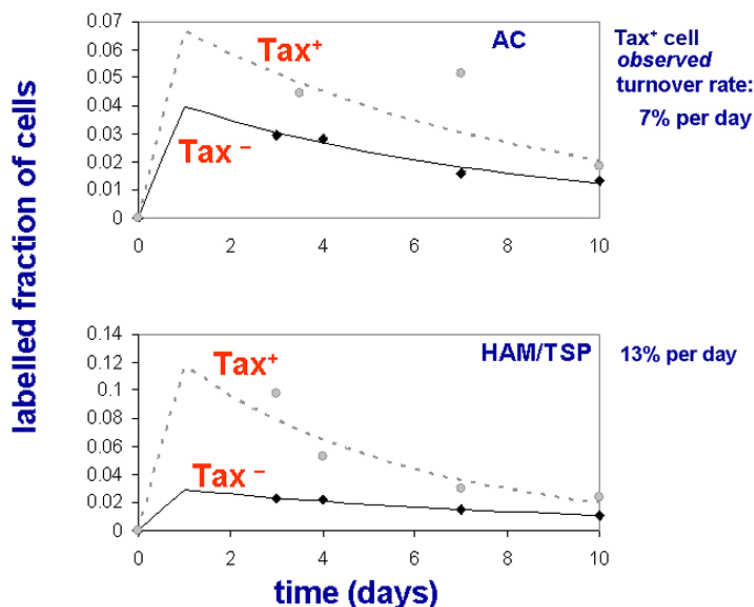 labelled fraction of cells
0.07
0.06
0.05
0.04
0.03
0.02
0.01
0
0 2 4 6 8 10
Tax⁺
Tax ⁻
AC
Tax⁺ cell
observed
turnover rate:
7% per day
0.14
0.12
0.1
0.08
0.06
0.04
0.02
0
0 2 4 6 8 10
Tax⁺
Tax ⁻
HAM/TSP
13% per day
time (days)